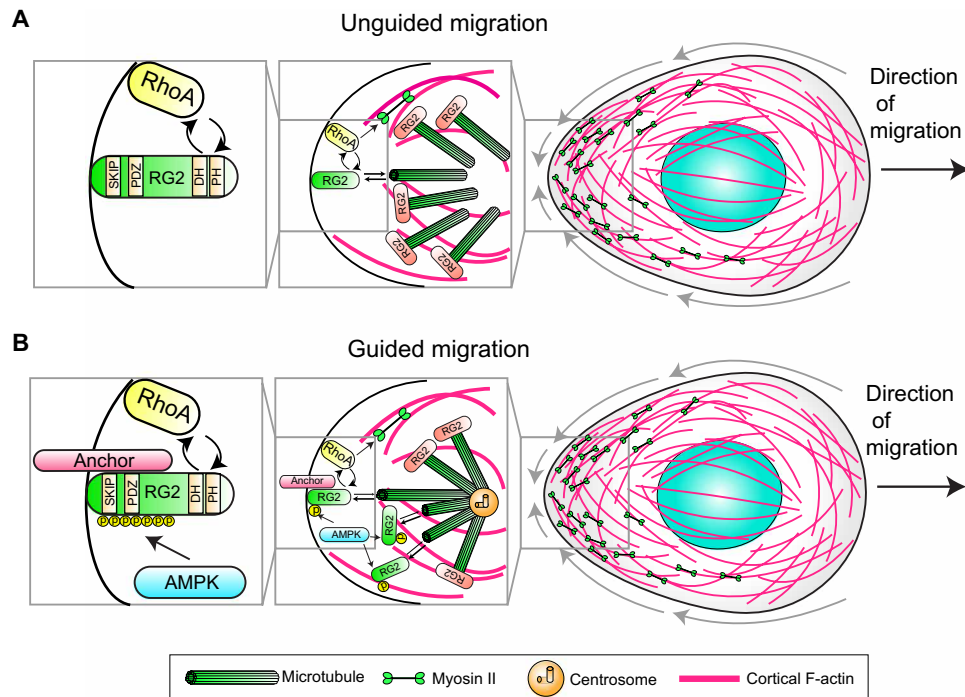 A
Unguided migration
RhoA
SKIP
PDZ
RG2
DH
PH
RhoA
RG2
RG2
RG2
RG2
RG2
RG2
Direction
of
migration
B
Guided migration
RhoA
Anchor
SKIP
PDZ
RG2
DH
PH
P P P P P P P
AMPK
RhoA
Anchor
RG2
P
AMPK
RG2
P
RG2
P
RG2
RG2
RG2
Direction
of
migration
Microtubule
Myosin II
Centrosome
Cortical F-actin